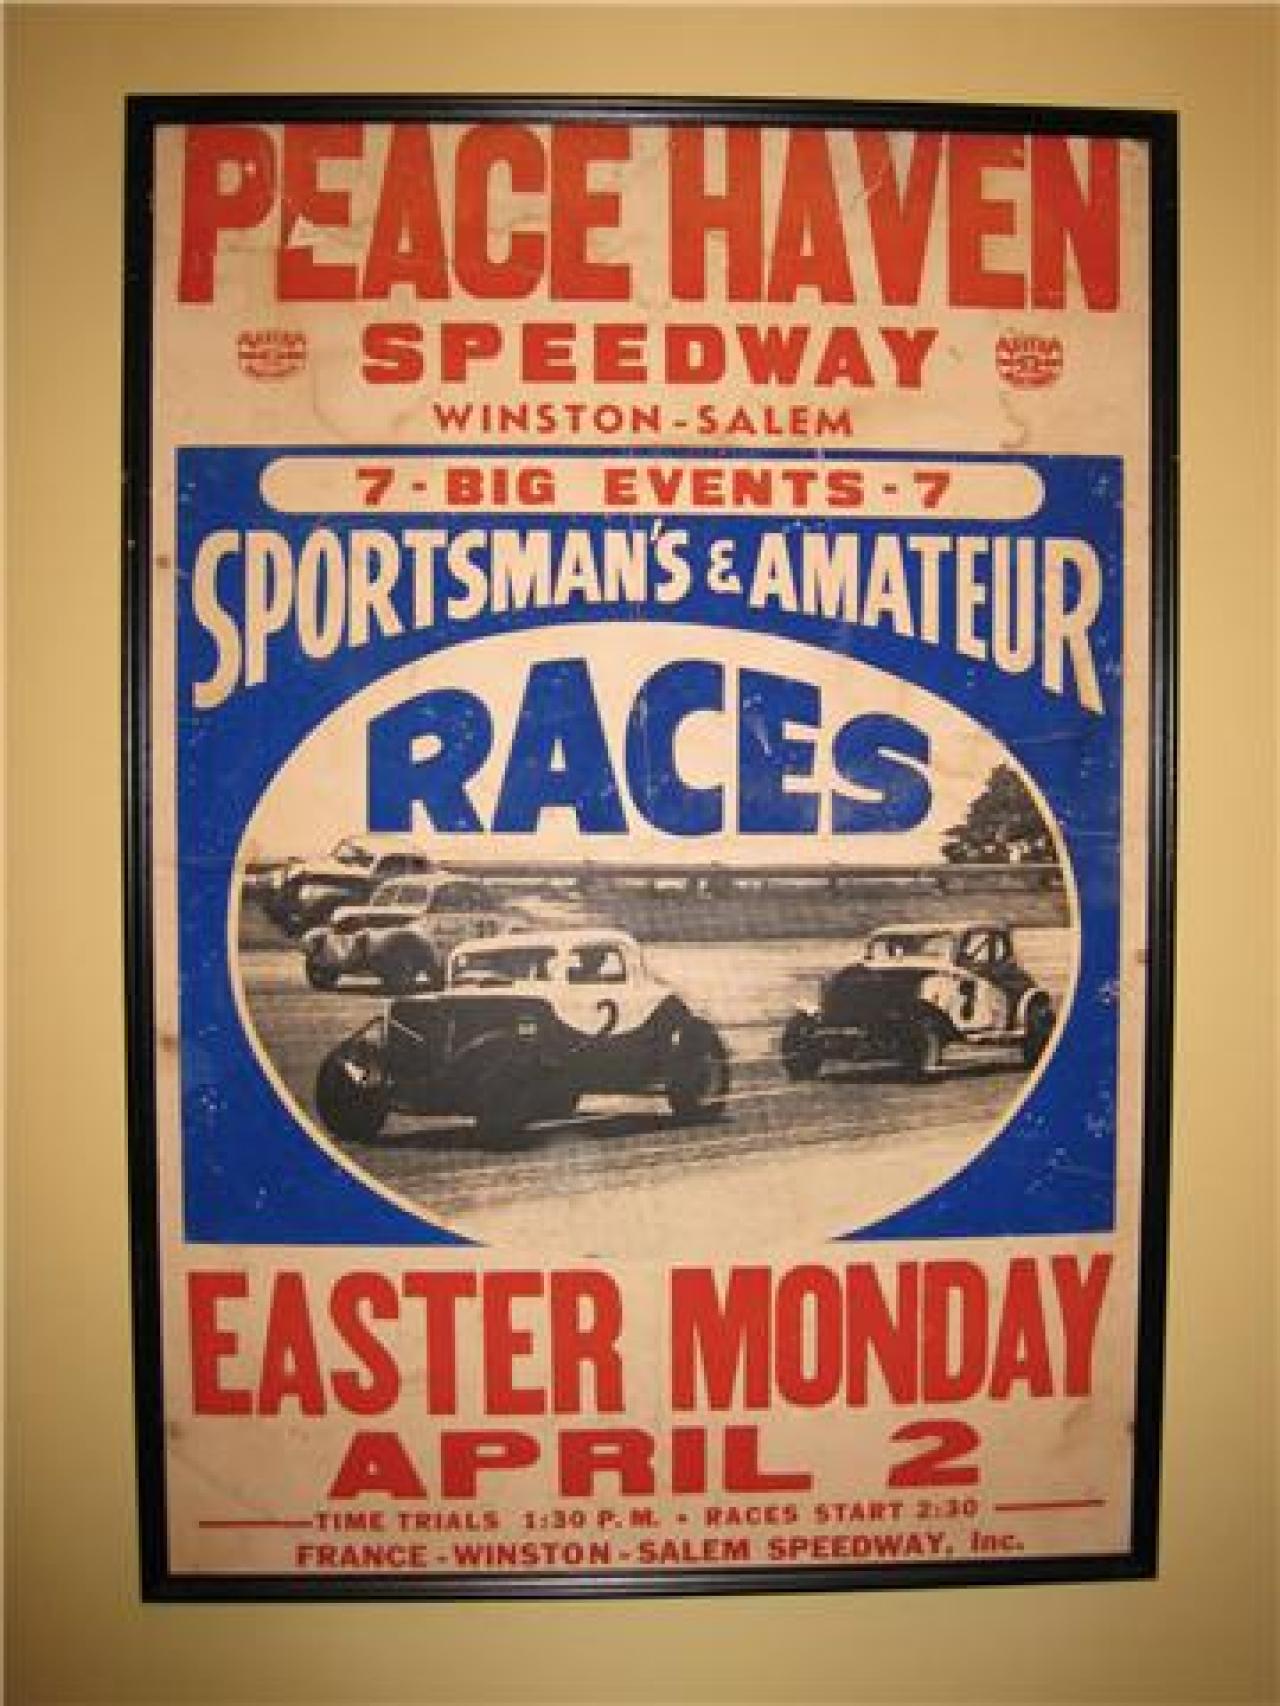 PEACE HAVEN
SPEEDWAY
WINSTON-SALEM
7-BIG EVENTS-7
SPORTSMAN'S & AMATEUR
RACES
2
EASTER MONDAY
APRIL 2
TIME TRIALS 1:30 P.M. • RACES START 2:30
FRANCE-WINSTON-SALEM SPEEDWAY, Inc.